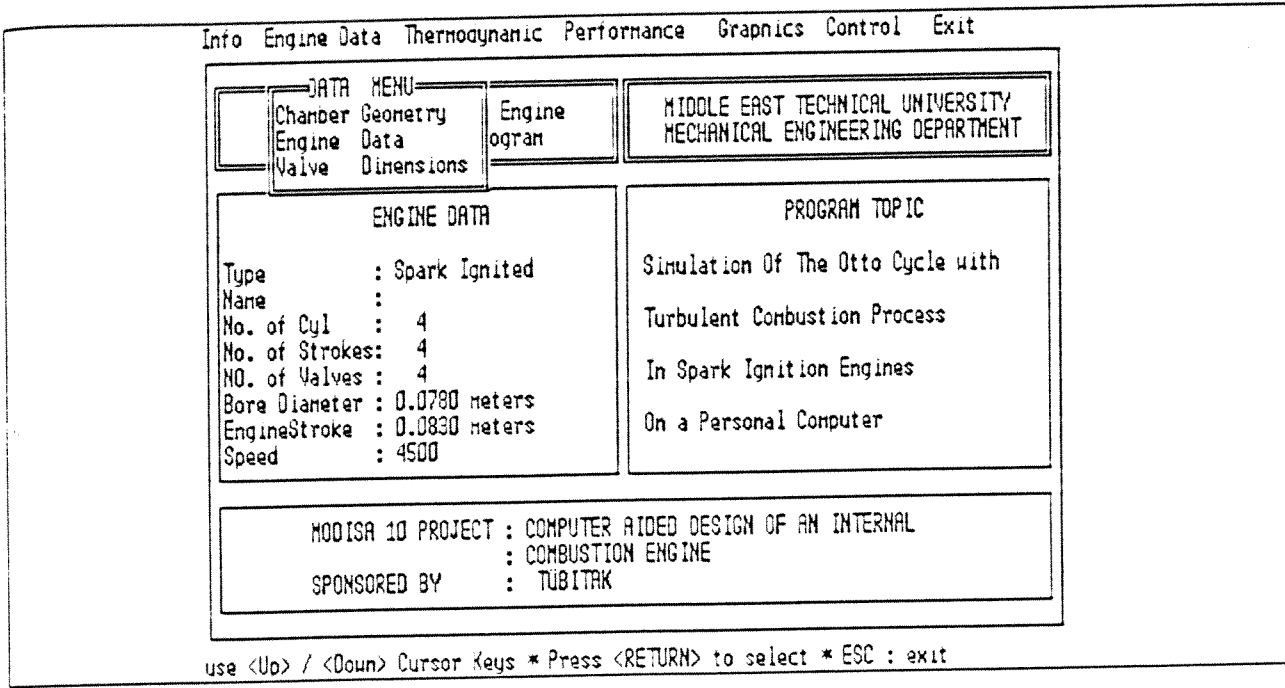 Info Engine Data Thermodynamic Performance Graphics Control Exit
DATA MENU
Chamber Geometry
Engine Data
Valve Dimensions
Engine
ogram
MIDDLE EAST TECHNICAL UNIVERSITY
MECHANICAL ENGINEERING DEPARTMENT
ENGINE DATA
Type : Spark Ignited
Name :
No. of Cyl : 4
No. of Strokes: 4
NO. of Valves : 4
Bore Diameter : 0.0780 meters
EngineStroke : 0.0830 meters
Speed : 4500
PROGRAM TOPIC
Simulation Of The Otto Cycle with
Turbulent Combustion Process
In Spark Ignition Engines
On a Personal Computer
MODISA 10 PROJECT : COMPUTER AIDED DESIGN OF AN INTERNAL
: COMBUSTION ENGINE
SPONSORED BY : TÜBITAK
use <Up> / <Down> Cursor Keys * Press <RETURN> to select * ESC : exit